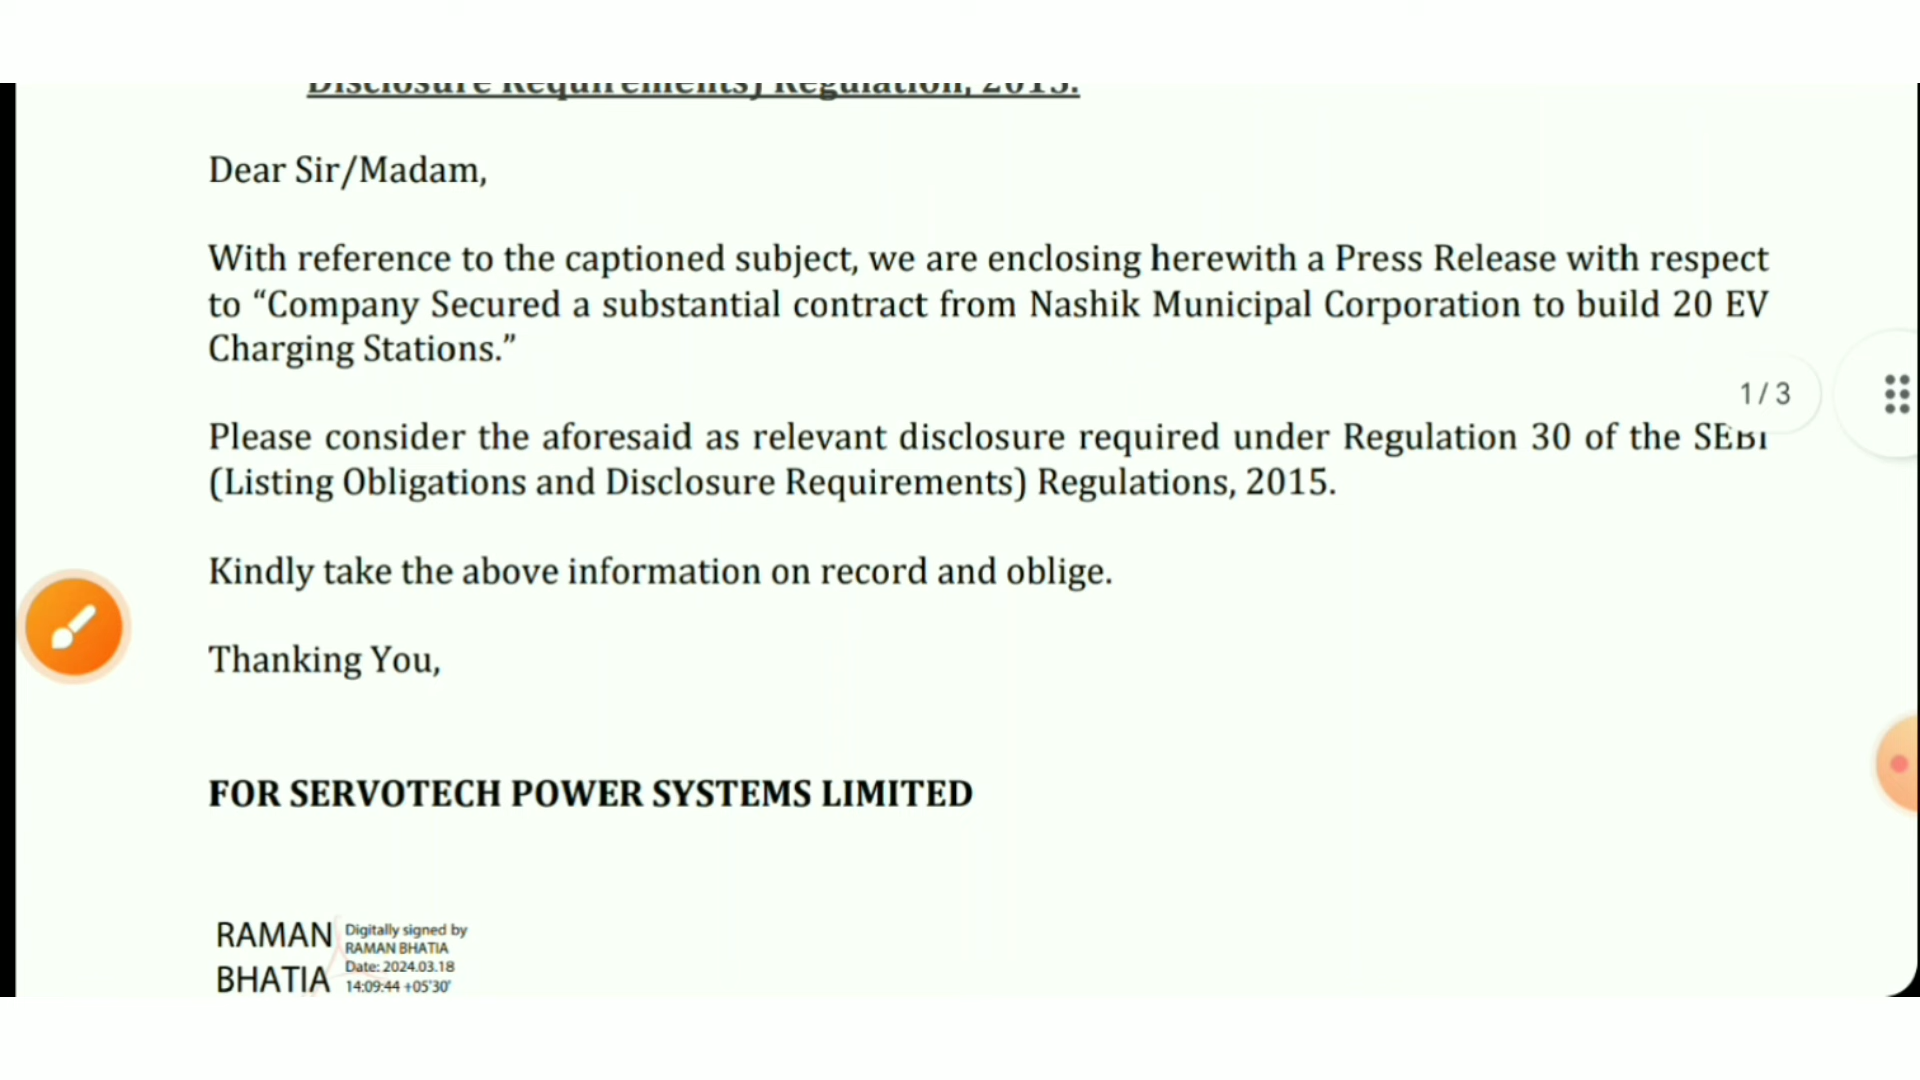 Disclosure Requirements) Regulation, 2015.
Dear Sir/Madam,
With reference to the captioned subject, we are enclosing herewith a Press Release with respect
to “Company Secured a substantial contract from Nashik Municipal Corporation to build 20 EV
Charging Stations.”
1 / 3
Please consider the aforesaid as relevant disclosure required under Regulation 30 of the SEBI
(Listing Obligations and Disclosure Requirements) Regulations, 2015.
Kindly take the above information on record and oblige.
Thanking You,
FOR SERVOTECH POWER SYSTEMS LIMITED
RAMAN
BHATIA
Digitally signed by
RAMAN BHATIA
Date: 2024.03.18
14:09:44 +05'30'